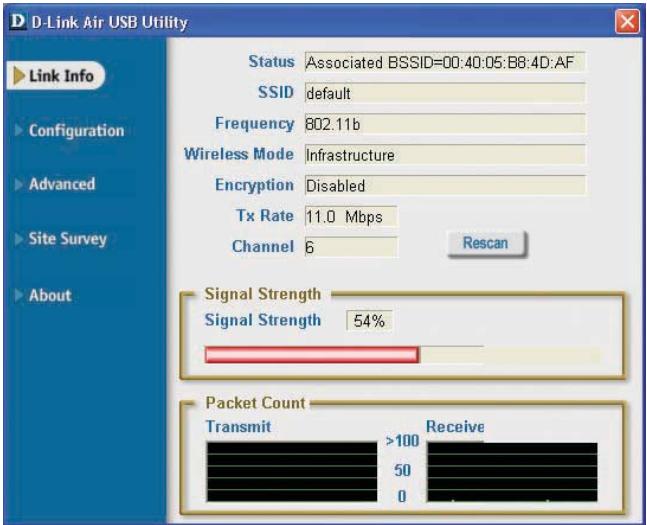 D D-Link Air USB Utility
Link Info
Configuration
Advanced
Site Survey
About
Status Associated BSSID=00:40:05:B8:4D:AF
SSID default
Frequency 802.11b
Wireless Mode Infrastructure
Encryption Disabled
Tx Rate 11.0 Mbps
Channel 6
Rescan
Signal Strength
Signal Strength 54%
Packet Count
Transmit
>100
50
0
Receive